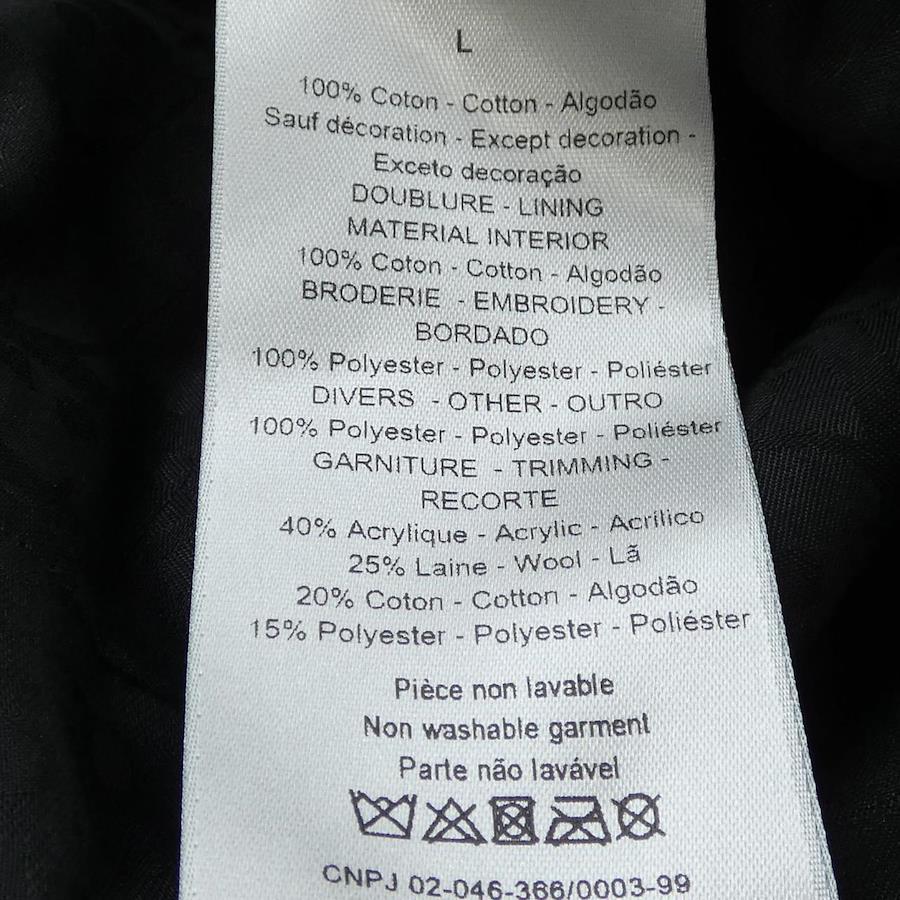 L
100% Coton - Cotton - Algodão
Sauf décoration - Except decoration -
Exceto decoração
DOUBLURE - LINING
MATERIAL INTERIOR
100% Coton - Cotton - Algodão
BRODERIE - EMBROIDERY -
BORDADO
100% Polyester - Polyester - Poliéster
DIVERS - OTHER - OUTRO
100% Polyester - Polyester - Poliéster
GARNITURE - TRIMMING -
RECORTE
40% Acrylique - Acrylic - Acrílico
25% Laine - Wool - Lã
20% Coton - Cotton - Algodão
15% Polyester - Polyester - Poliéster
Pièce non lavable
Non washable garment
Parte não lavável
CNPJ 02-046-366/0003-99